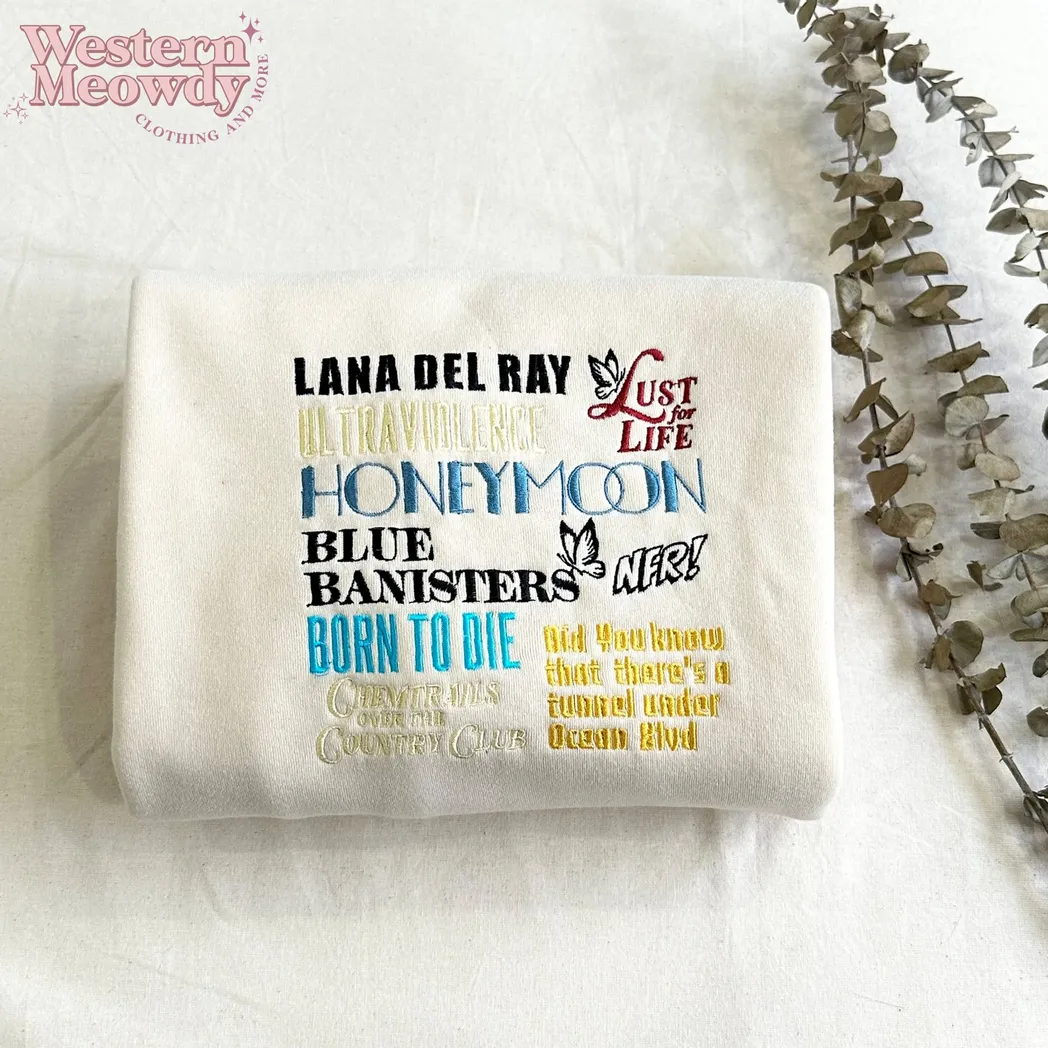 Western
Meowdy
CLOTHING AND MORE
LANA DEL RAY
LUST
for
LIFE
ULTRAVIOLENCE
HONEYMOON
BLUE
BANISTERS
NFR!
BORN TO DIE
CHEMTRAILS
OVER THE
COUNTRY CLUB
Did You know
that there's a
tunnel under
Ocean Blvd